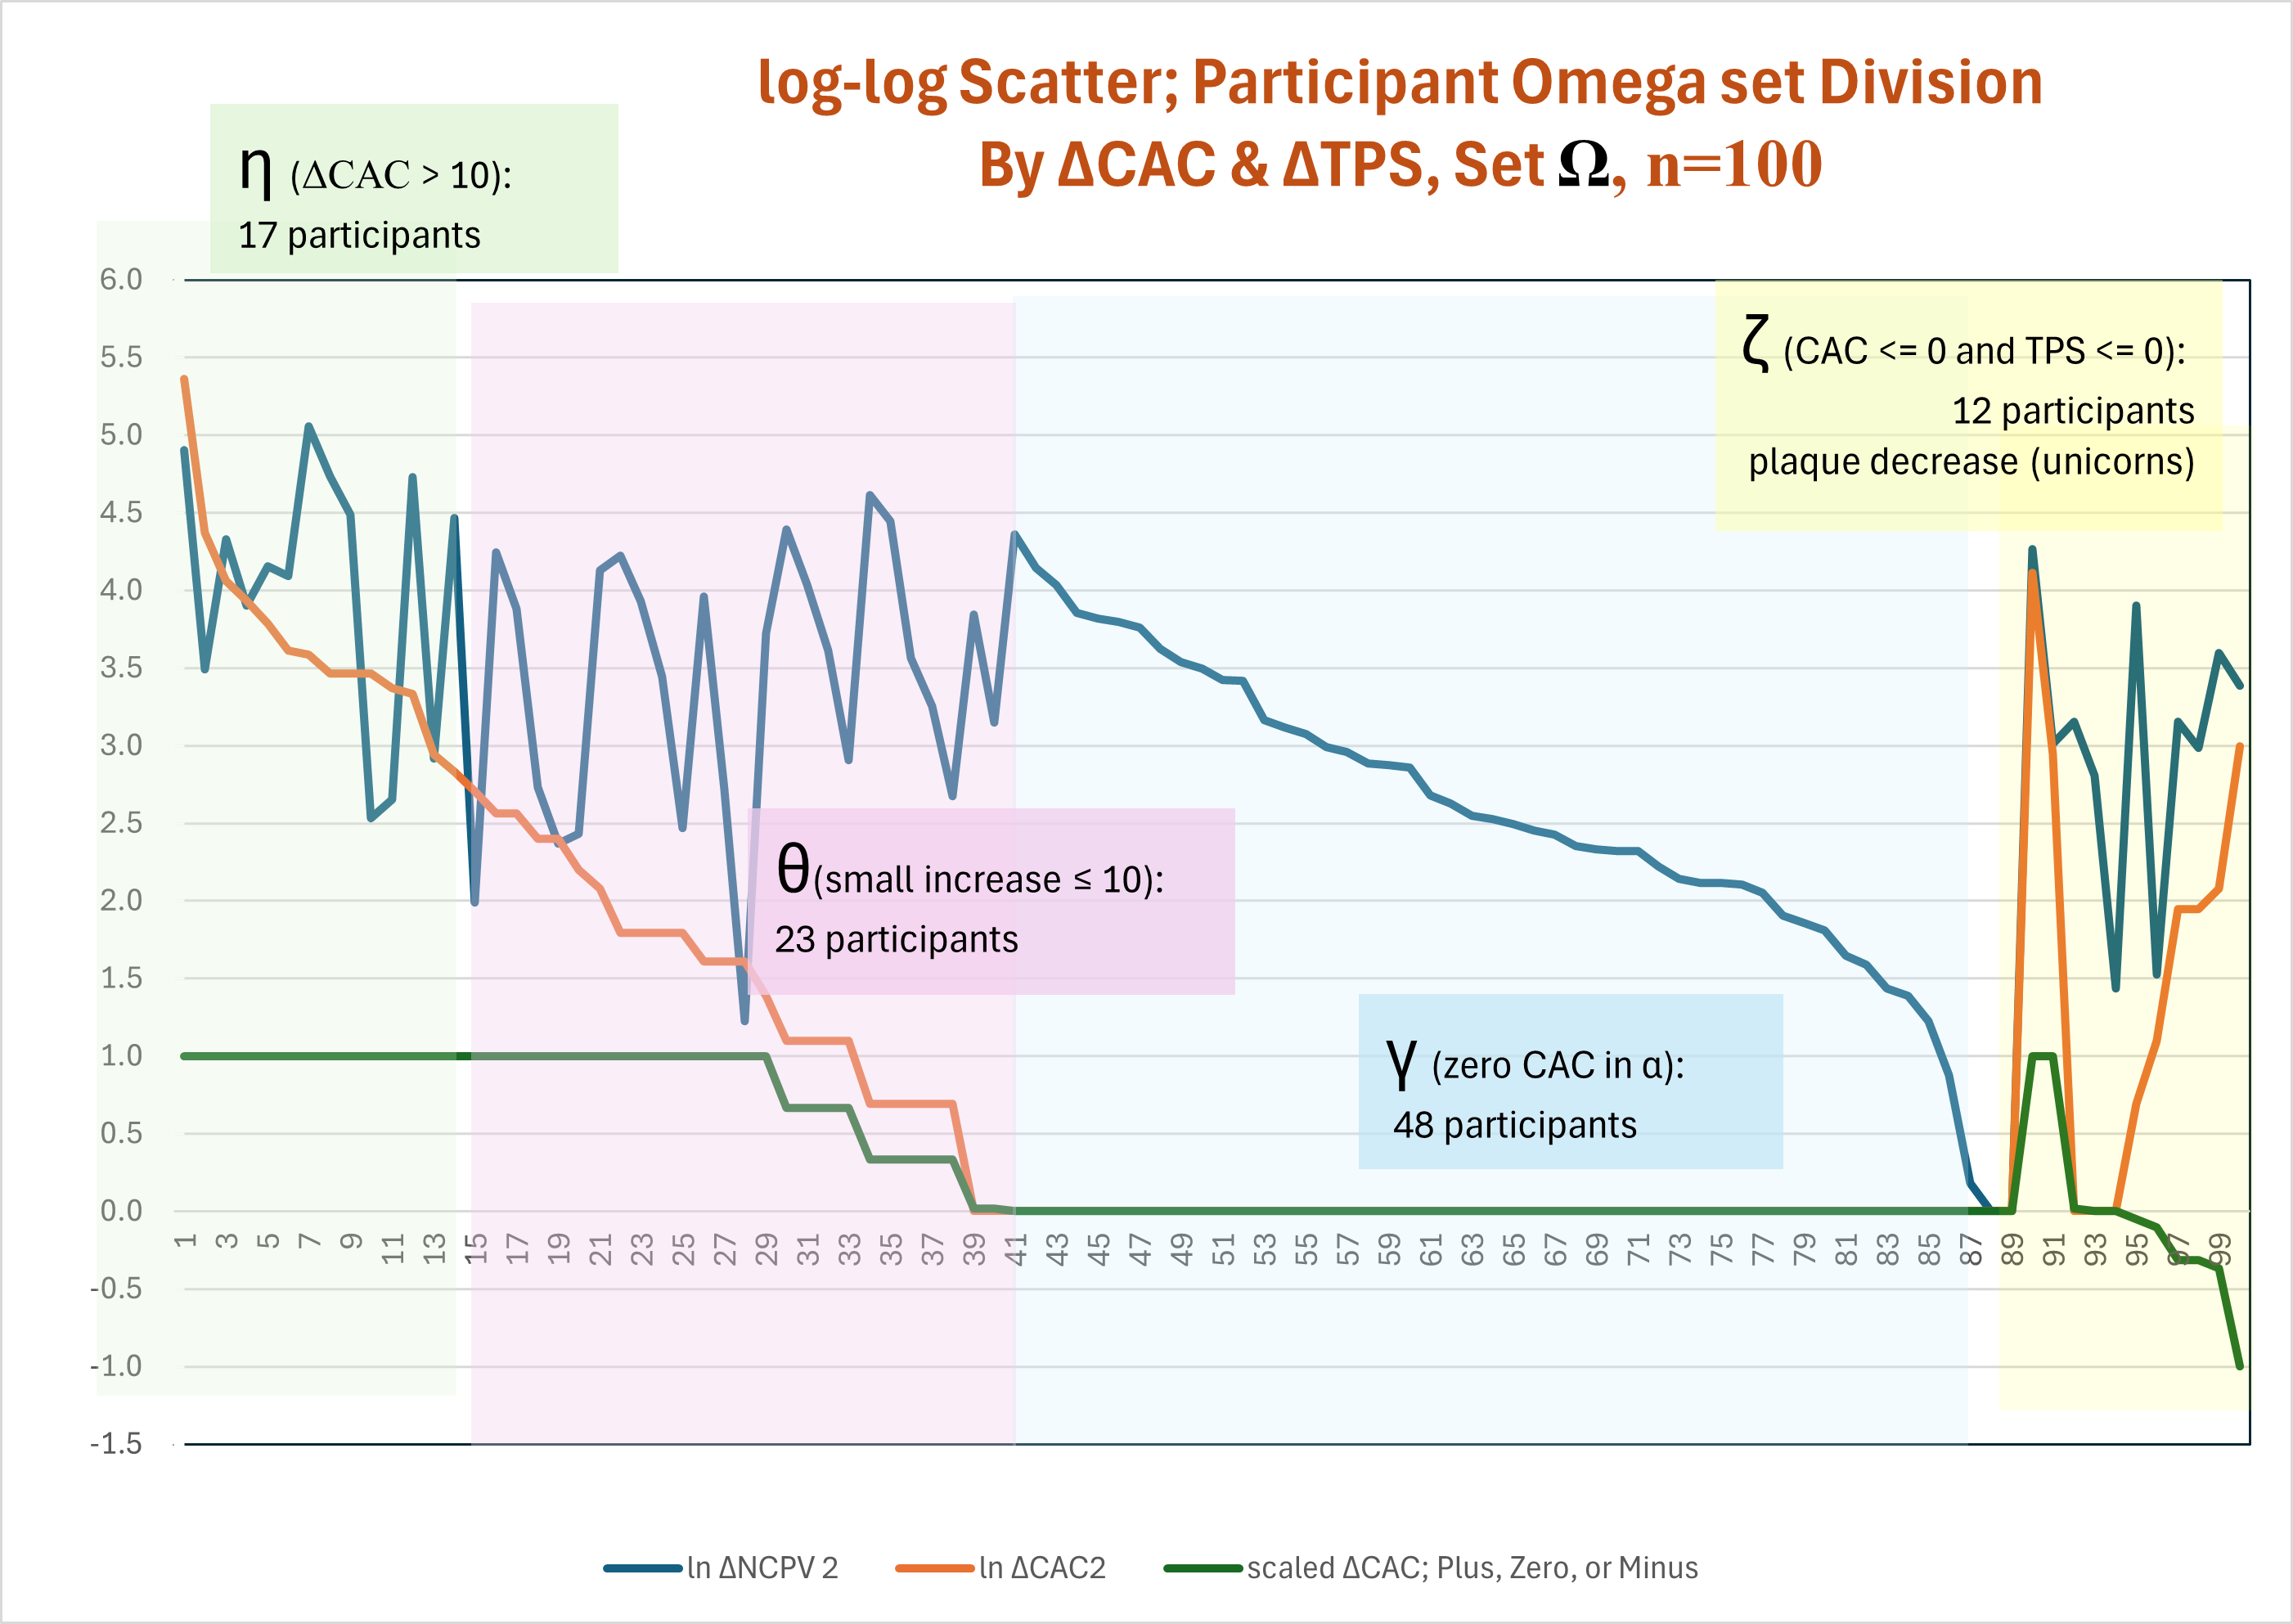 log-log Scatter; Participant Omega set Division
By ΔCAC & ΔTPS, Set Ω, n=100
η (ΔCAC > 10):
17 participants
ζ (CAC <= 0 and TPS <= 0):
12 participants
plaque decrease (unicorns)
θ(small increase ≤ 10):
23 participants
γ (zero CAC in α):
48 participants
6.0
5.5
5.0
4.5
4.0
3.5
3.0
2.5
2.0
1.5
1.0
0.5
0.0
-0.5
-1.0
-1.5
1 3 5 7 9 11 13 15 17 19 21 23 25 27 29 31 33 35 37 39 41 43 45 47 49 51 53 55 57 59 61 63 65 67 69 71 73 75 77 79 81 83 85 87 89 91 93 95 97 99
ln ΔNCPV 2 ln ΔCAC2 scaled ΔCAC; Plus, Zero, or Minus